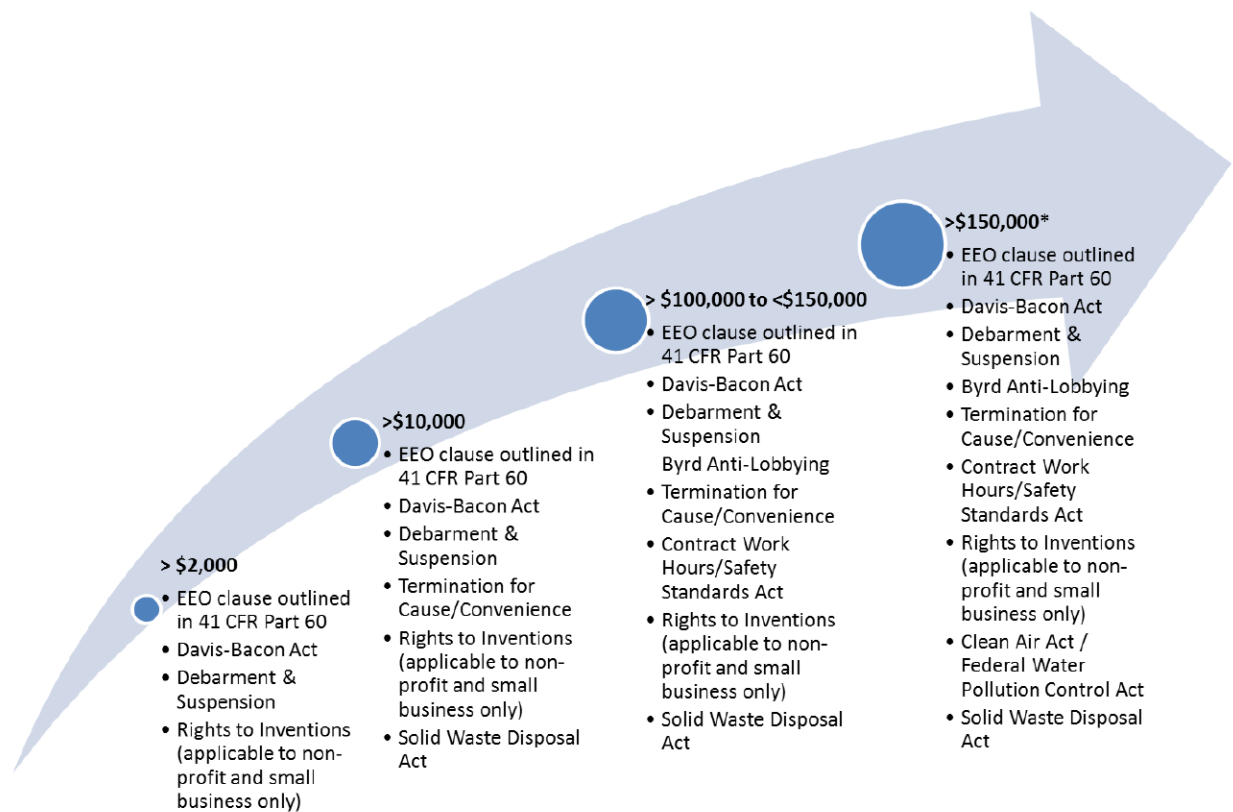 > $2,000
• EEO clause outlined
in 41 CFR Part 60
• Davis-Bacon Act
• Debarment &
Suspension
• Rights to Inventions
(applicable to non-
profit and small
business only)
>$10,000
• EEO clause outlined in
41 CFR Part 60
• Davis-Bacon Act
• Debarment &
Suspension
• Termination for
Cause/Convenience
• Rights to Inventions
(applicable to non-
profit and small
business only)
• Solid Waste Disposal
Act
> $100,000 to <$150,000
• EEO clause outlined in
41 CFR Part 60
• Davis-Bacon Act
• Debarment &
Suspension
Byrd Anti-Lobbying
• Termination for
Cause/Convenience
• Contract Work
Hours/Safety
Standards Act
• Rights to Inventions
(applicable to non-
profit and small
business only)
• Solid Waste Disposal
Act
>$150,000*
• EEO clause outlined
in 41 CFR Part 60
• Davis-Bacon Act
• Debarment &
Suspension
• Byrd Anti-Lobbying
• Termination for
Cause/Convenience
• Contract Work
Hours/Safety
Standards Act
• Rights to Inventions
(applicable to non-
profit and small
business only)
• Clean Air Act /
Federal Water
Pollution Control Act
• Solid Waste Disposal
Act